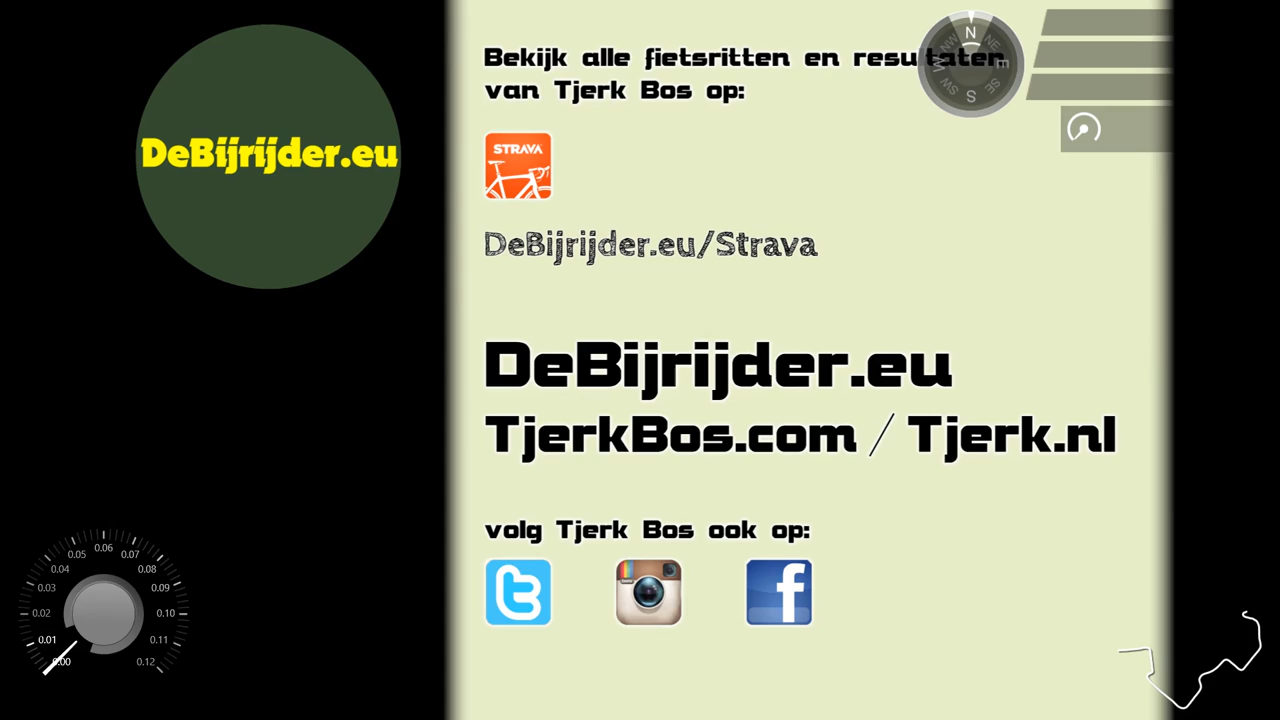 DeBijrijder.eu
Bekijk alle fietsritten en resultaten
van Tjerk Bos op:
STRAVA
DeBijrijder.eu/Strava
DeBijrijder.eu
TjerkBos.com / Tjerk.nl
volg Tjerk Bos ook op:
N
NE
E
SE
S
SW
W
NW
0.00
0.01
0.02
0.03
0.04
0.05
0.06
0.07
0.08
0.09
0.10
0.11
0.12